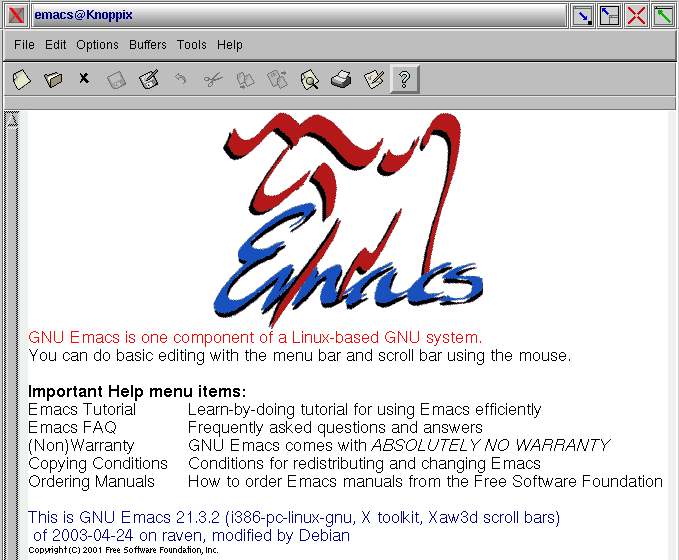 emacs@Knoppix
File Edit Options Buffers Tools Help
?
Emacs
GNU Emacs is one component of a Linux-based GNU system.
You can do basic editing with the menu bar and scroll bar using the mouse.
Important Help menu items:
Emacs Tutorial Learn-by-doing tutorial for using Emacs efficiently
Emacs FAQ Frequently asked questions and answers
(Non)Warranty GNU Emacs comes with ABSOLUTELY NO WARRANTY
Copying Conditions Conditions for redistributing and changing Emacs
Ordering Manuals How to order Emacs manuals from the Free Software Foundation
This is GNU Emacs 21.3.2 (i386-pc-linux-gnu, X toolkit, Xaw3d scroll bars)
of 2003-04-24 on raven, modified by Debian
Copyright (C) 2001 Free Software Foundation, Inc.